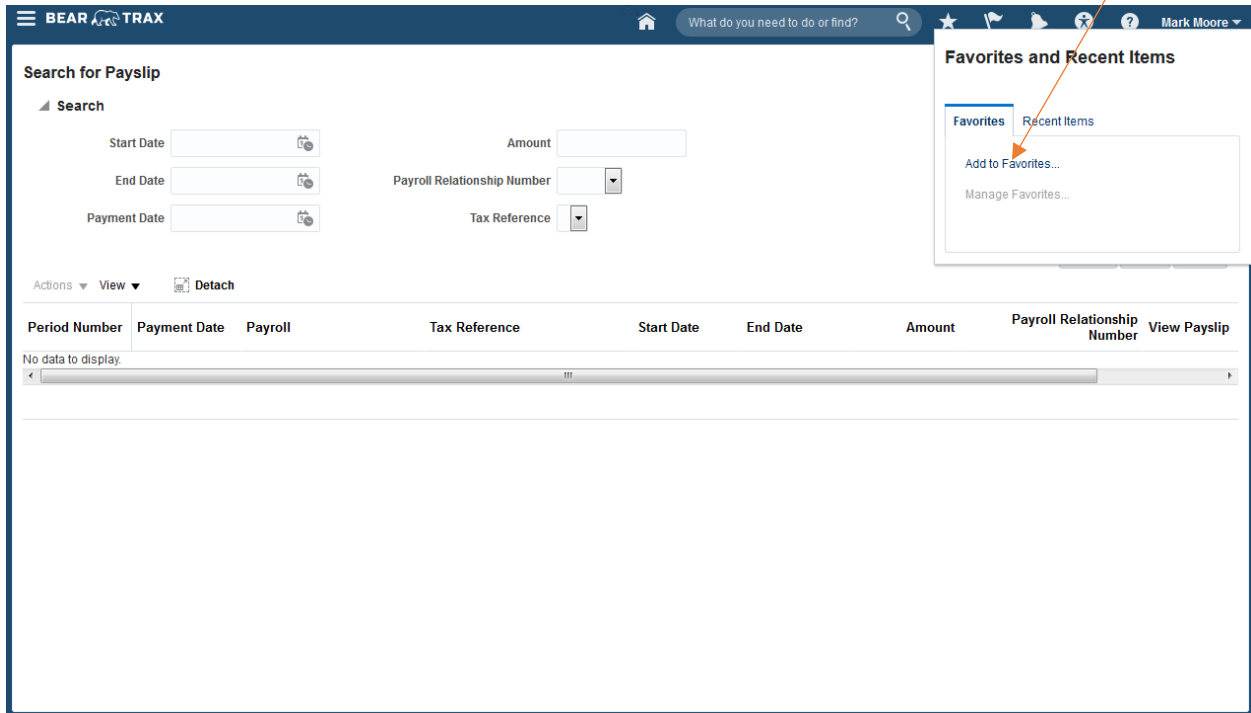 BEAR TRAX
What do you need to do or find?
Mark Moore
Favorites and Recent Items
Favorites Recent Items
Add to Favorites...
Manage Favorites...
Search for Payslip
Search
Start Date
Amount
End Date
Payroll Relationship Number
Payment Date
Tax Reference
Actions View Detach
Period Number Payment Date Payroll Tax Reference Start Date End Date Amount Payroll Relationship Number View Payslip
No data to display.